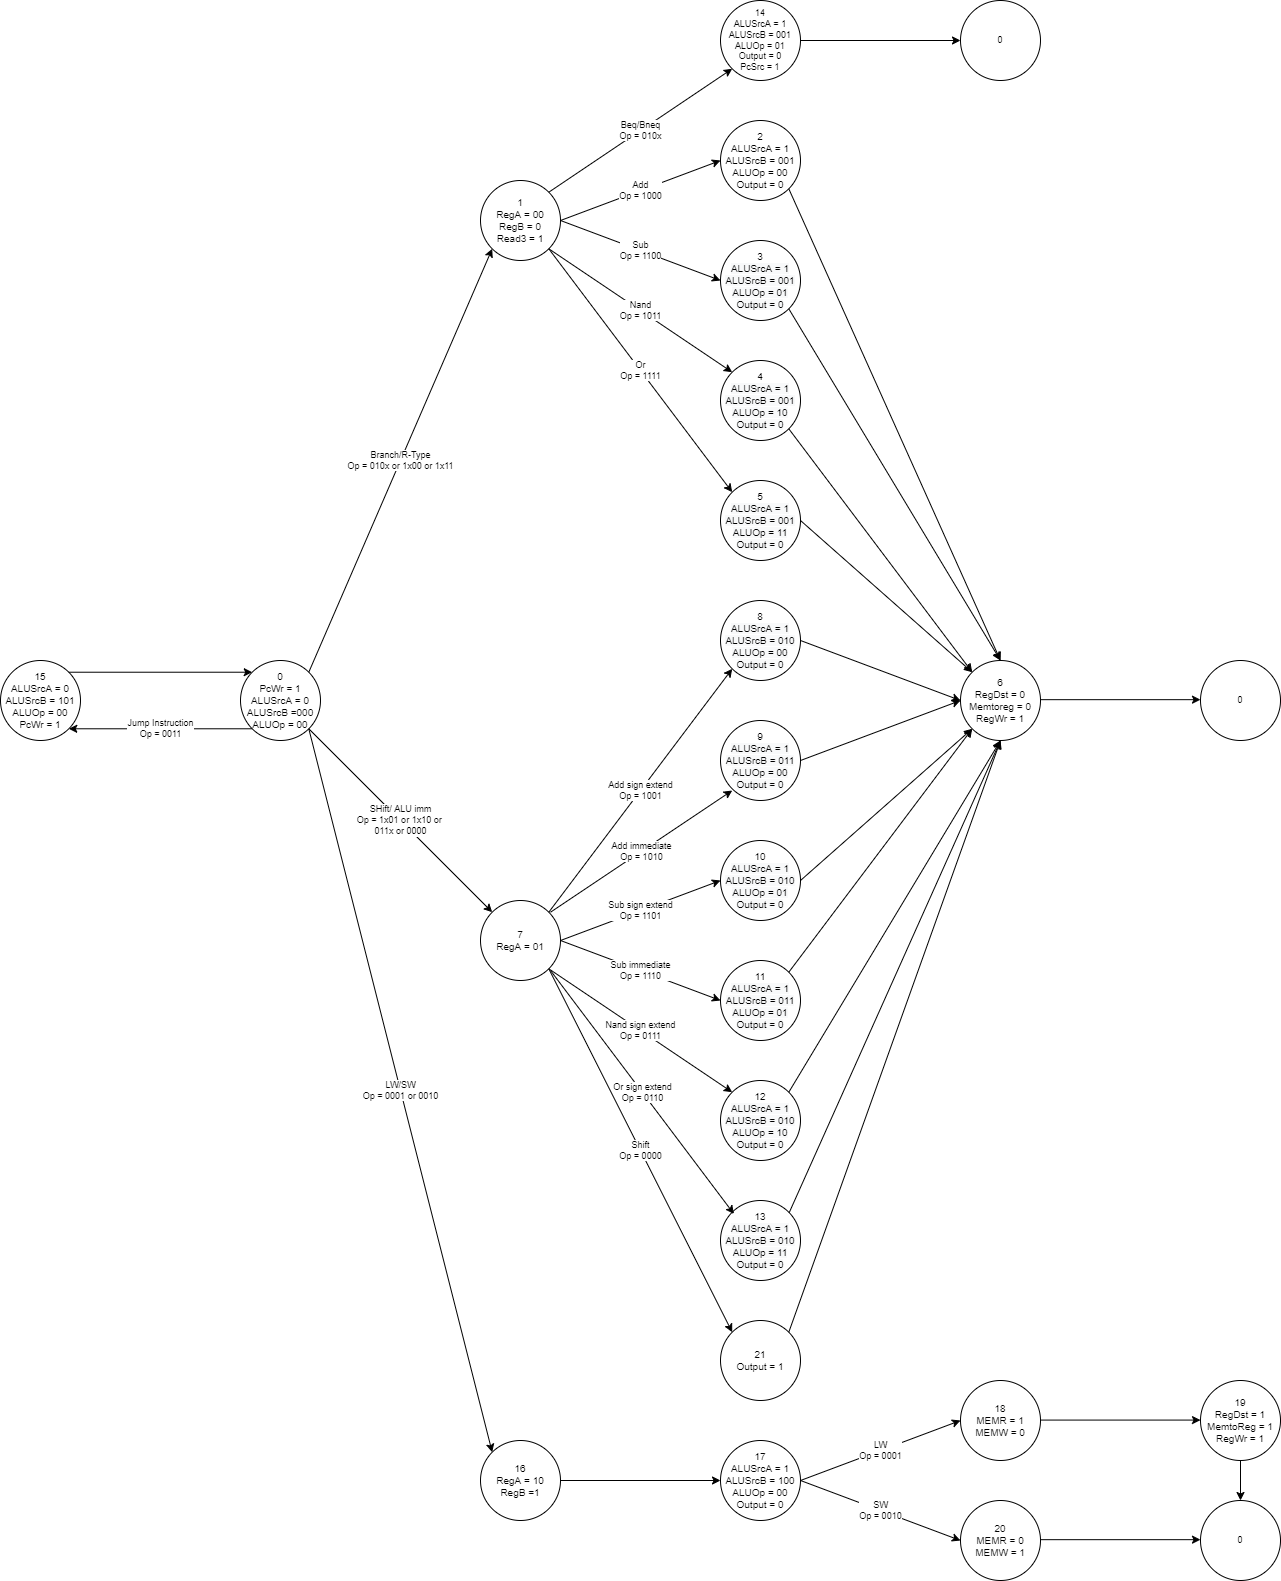 14
ALUSrcA = 1
ALUSrcB = 001
ALUOp = 01
Output = 0
PcSrc = 1
0
Beq/Bneq
Op = 010x
2
ALUSrcA = 1
ALUSrcB = 001
ALUOp = 00
Output = 0
Add
Op = 1000
1
RegA = 00
RegB = 0
Read3 = 1
Sub
Op = 1100
3
ALUSrcA = 1
ALUSrcB = 001
ALUOp = 01
Output = 0
Nand
Op = 1011
4
ALUSrcA = 1
ALUSrcB = 001
ALUOp = 10
Output = 0
Or
Op = 1111
Branch/R-Type
Op = 010x or 1x00 or 1x11
5
ALUSrcA = 1
ALUSrcB = 001
ALUOp = 11
Output = 0
8
ALUSrcA = 1
ALUSrcB = 010
ALUOp = 00
Output = 0
15
ALUSrcA = 0
ALUSrcB = 101
ALUOp = 00
PcWr = 1
Jump Instruction
Op = 0011
0
PcWr = 1
ALUSrcA = 0
ALUSrcB =000
ALUOp = 00
6
RegDst = 0
Memtoreg = 0
RegWr = 1
0
9
ALUSrcA = 1
ALUSrcB = 011
ALUOp = 00
Output = 0
Add sign extend
Op = 1001
SHift/ ALU imm
Op = 1x01 or 1x10 or
011x or 0000
Add immediate
Op = 1010
10
ALUSrcA = 1
ALUSrcB = 010
ALUOp = 01
Output = 0
Sub sign extend
Op = 1101
7
RegA = 01
Sub immediate
Op = 1110
11
ALUSrcA = 1
ALUSrcB = 011
ALUOp = 01
Output = 0
Nand sign extend
Op = 0111
LW/SW
Op = 0001 or 0010
Or sign extend
Op = 0110
12
ALUSrcA = 1
ALUSrcB = 010
ALUOp = 10
Output = 0
Shift
Op = 0000
13
ALUSrcA = 1
ALUSrcB = 010
ALUOp = 11
Output = 0
21
Output = 1
18
MEMR = 1
MEMW = 0
19
RegDst = 1
MemtoReg = 1
RegWr = 1
LW
Op = 0001
16
RegA = 10
RegB =1
17
ALUSrcA = 1
ALUSrcB = 100
ALUOp = 00
Output = 0
SW
Op = 0010
20
MEMR = 0
MEMW = 1
0